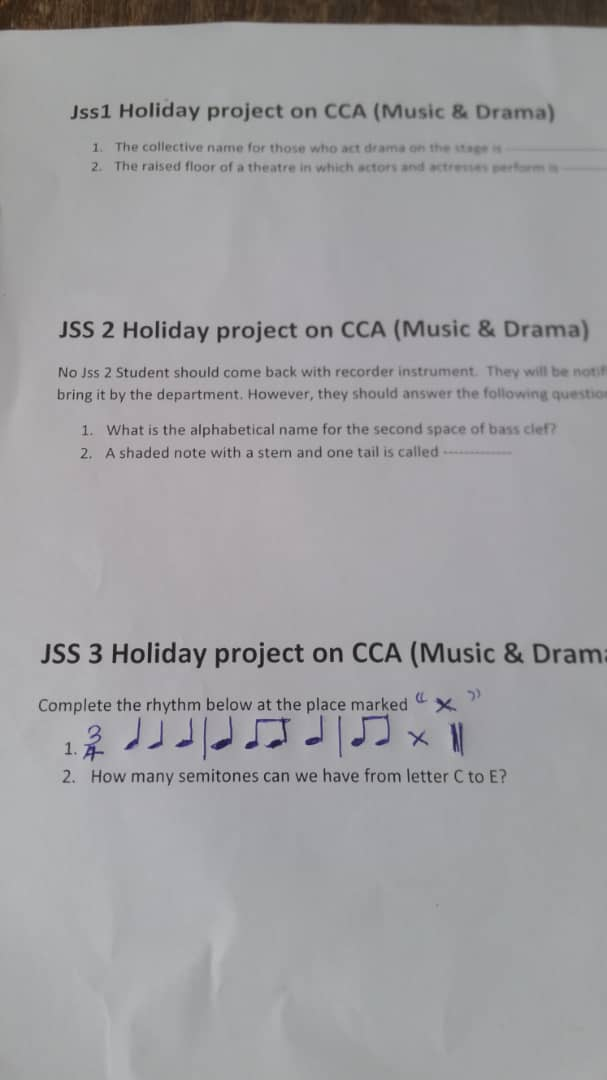 Jss1 Holiday project on CCA (Music & Drama)
1. The collective name for those who act drama on the stage is
2. The raised floor of a theatre in which actors and actresses perform is
JSS 2 Holiday project on CCA (Music & Drama)
No Jss 2 Student should come back with recorder instrument. They will be notif
bring it by the department. However, they should answer the following question
1. What is the alphabetical name for the second space of bass clef?
2. A shaded note with a stem and one tail is called -------------
JSS 3 Holiday project on CCA (Music & Drama
Complete the rhythm below at the place marked “ x ”
1. 3/4 ♩ ♩ ♩ | ♩ ♫ ♩ | ♫ x ||
2. How many semitones can we have from letter C to E?